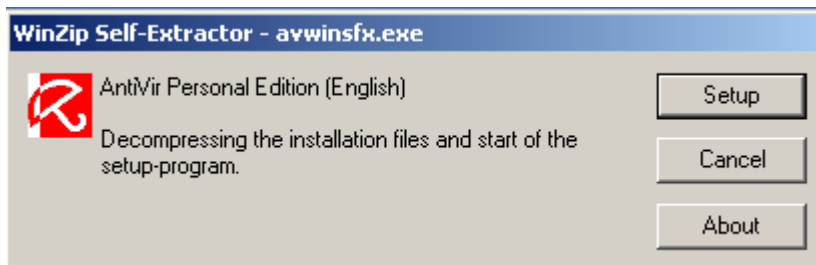 WinZip Self-Extractor - avwinsfx.exe
AntiVir Personal Edition (English)
Decompressing the installation files and start of the
setup-program.
Setup
Cancel
About